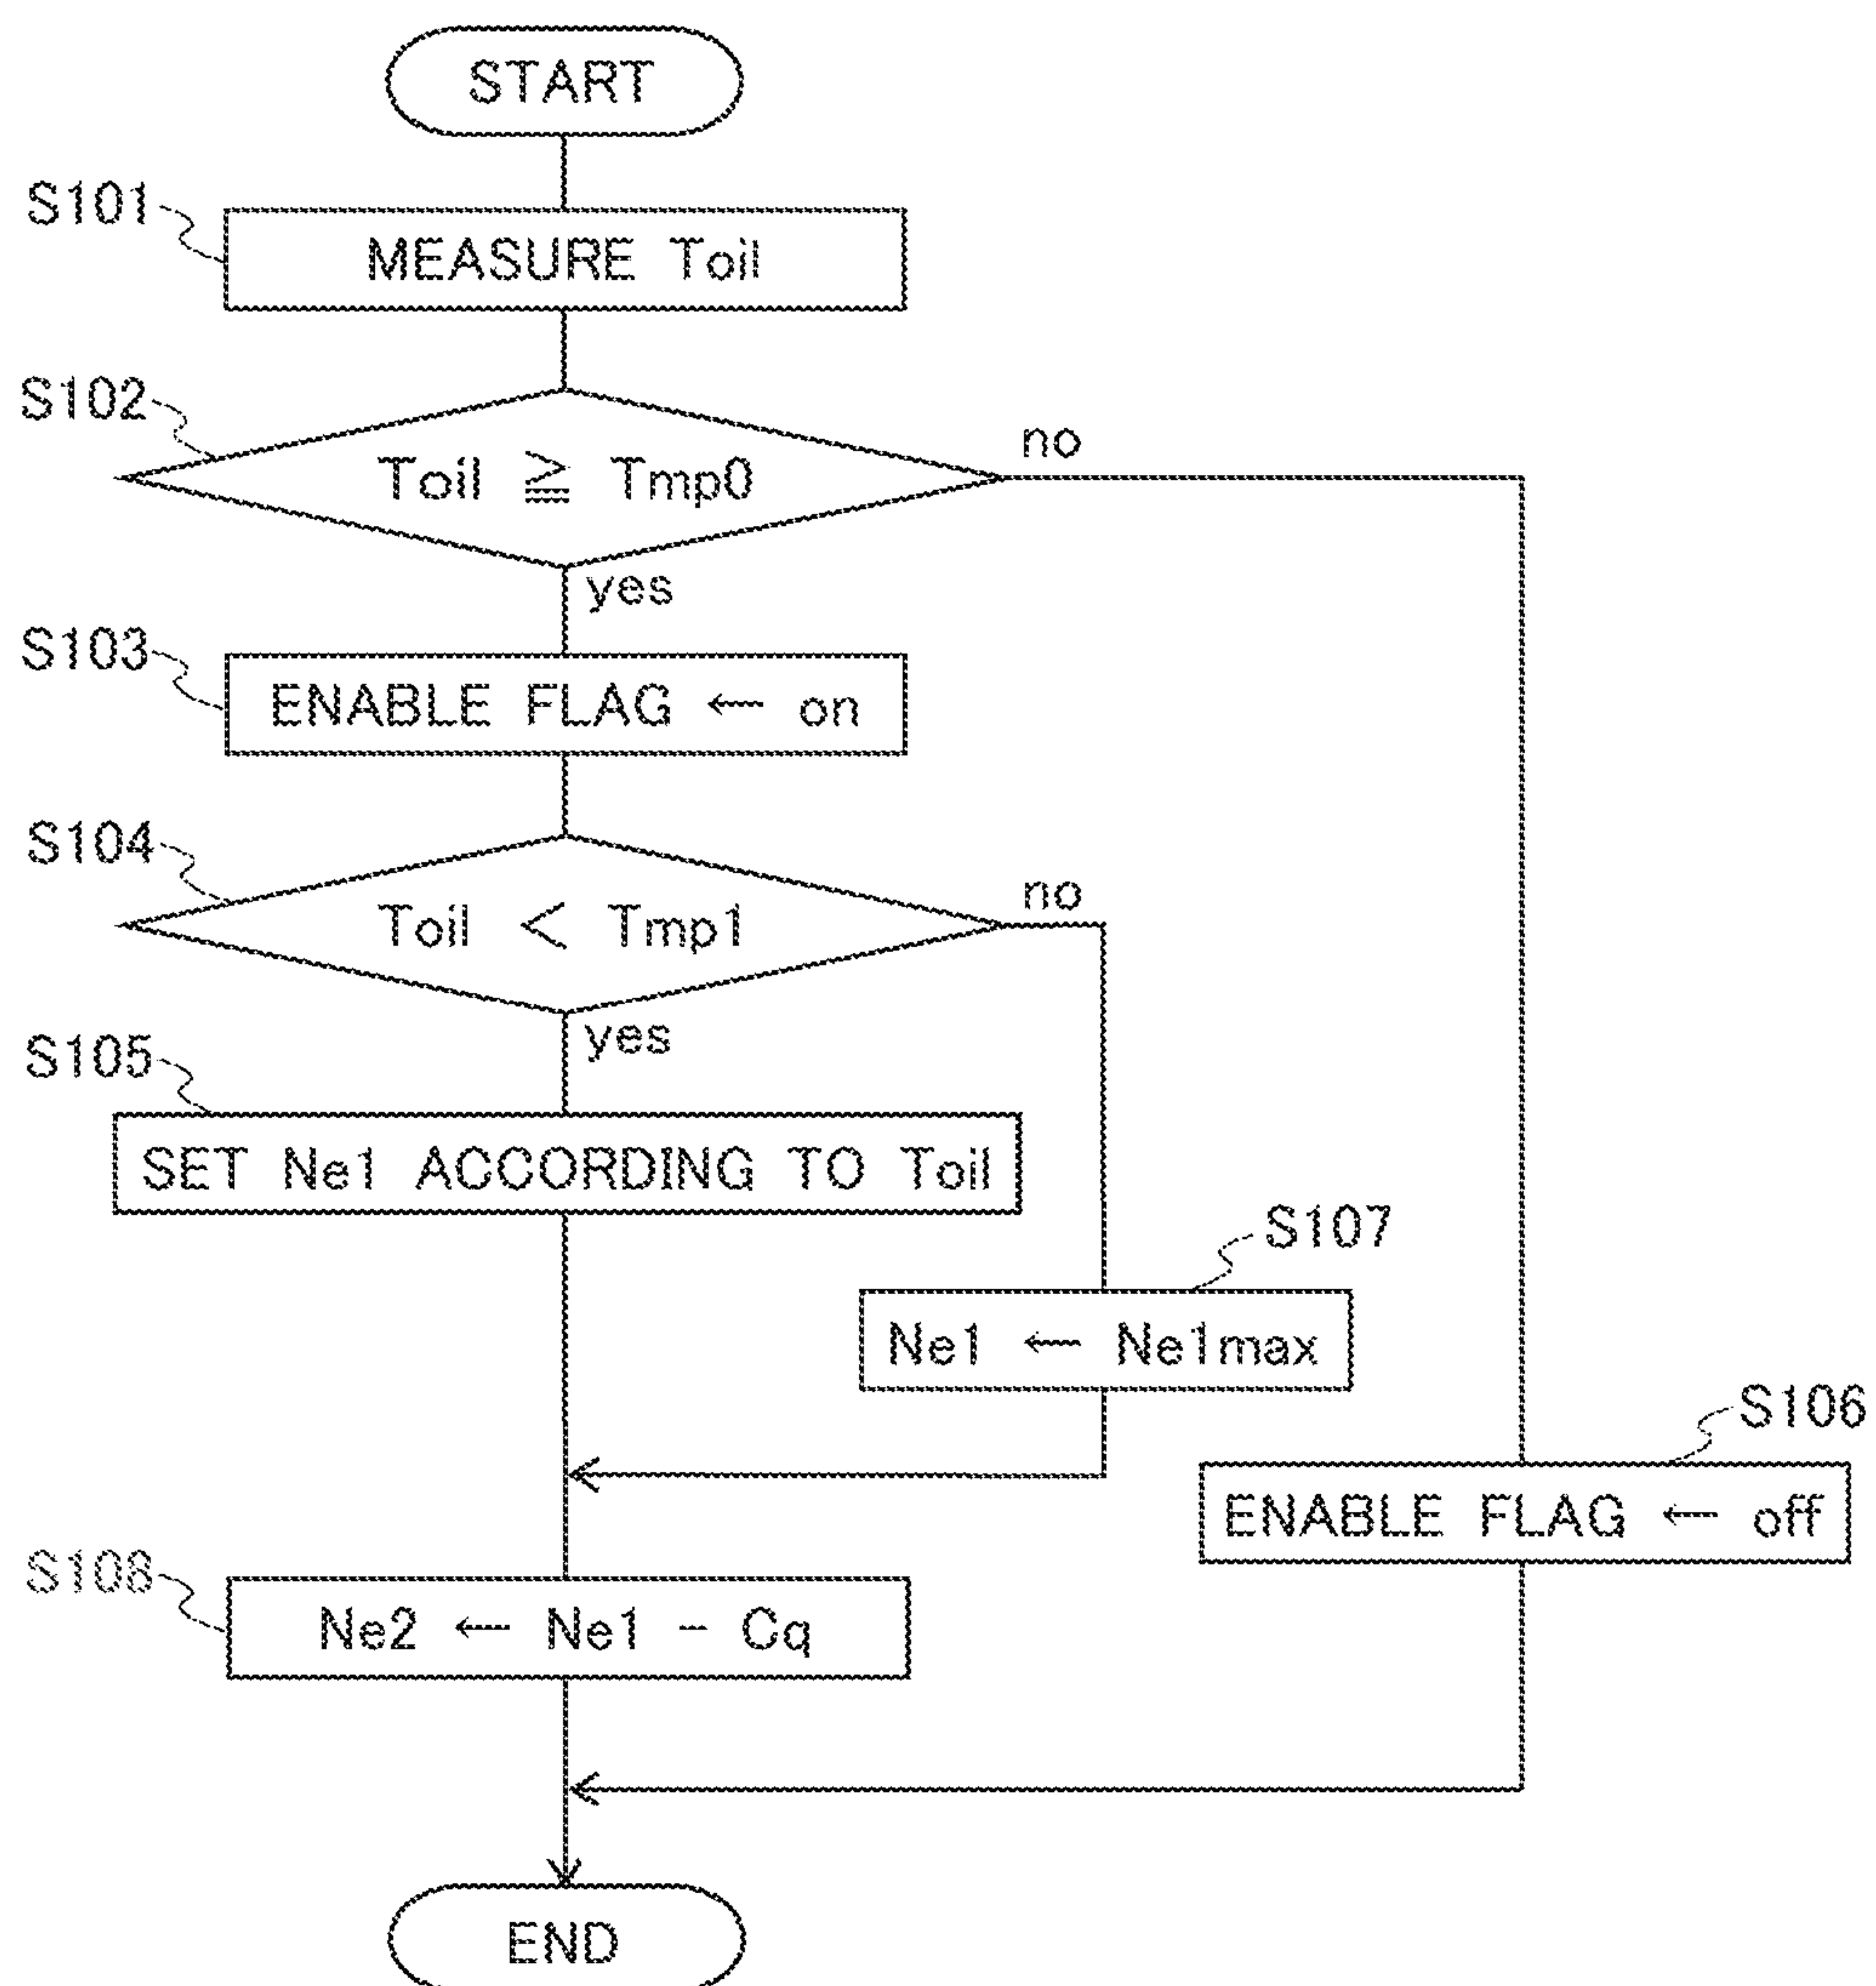 START
S101
MEASURE Toil
S102
Toil ≧ Tmp0
no
yes
S103
ENABLE FLAG ← on
S104
Toil < Tmp1
no
yes
S105
SET Ne1 ACCORDING TO Toil
S107
Ne1 ← Ne1max
S106
ENABLE FLAG ← off
S108
Ne2 ← Ne1 - Cq
END